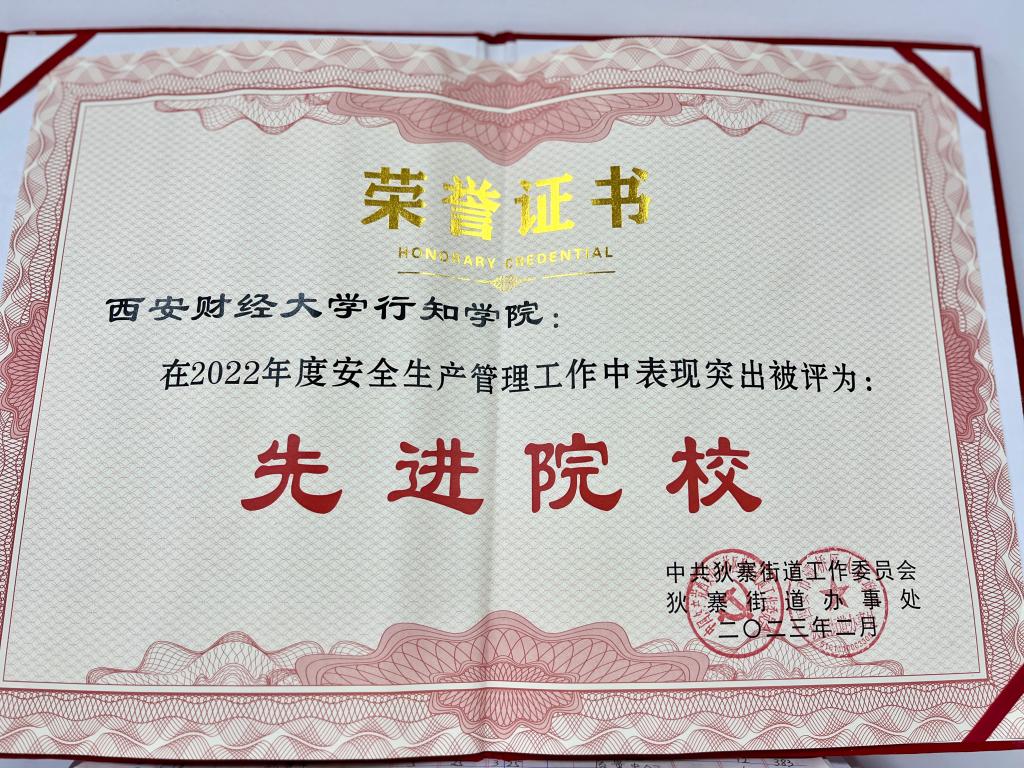 荣誉证书
HONORARY CREDENTIAL
西安财经大学行知学院：
在2022年度安全生产管理工作中表现突出被评为：
先进院校
中共狄寨街道工作委员会
狄寨街道办事处
二〇二三年二月
383